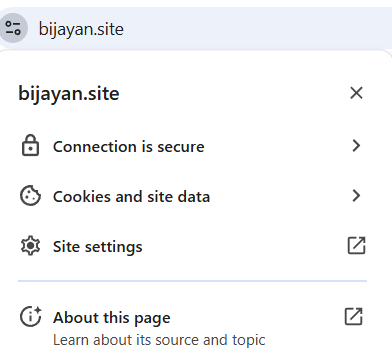 bijayan.site
bijayan.site
Connection is secure
Cookies and site data
Site settings
About this page
Learn about its source and topic